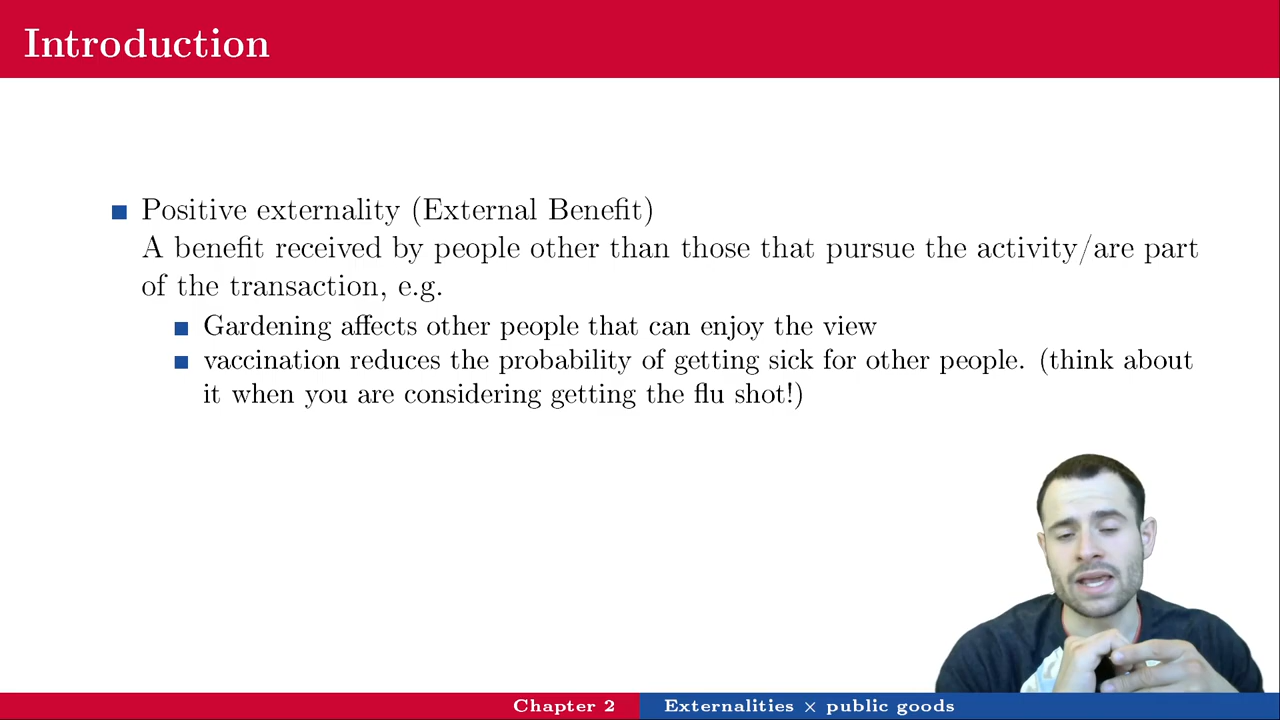 Introduction
Positive externality (External Benefit)
A benefit received by people other than those that pursue the activity/are part
of the transaction, e.g.
Gardening affects other people that can enjoy the view
vaccination reduces the probability of getting sick for other people. (think about
it when you are considering getting the flu shot!)
Chapter 2
Externalities × public goods